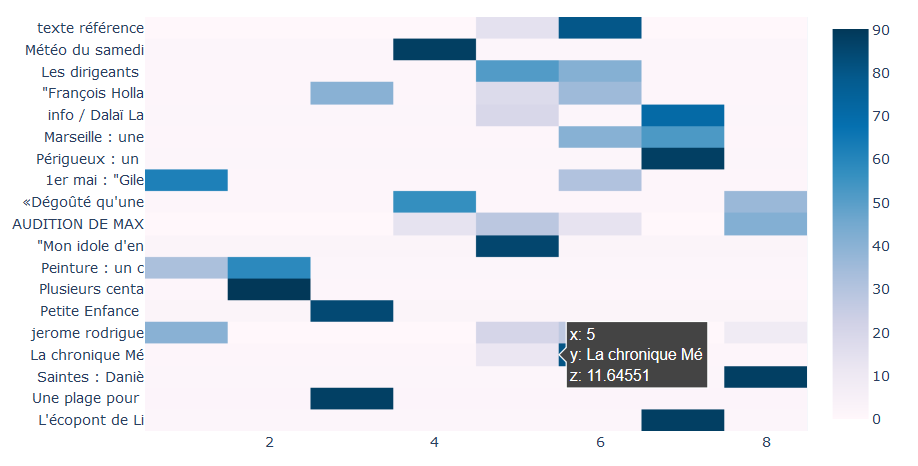 texte référence
Météo du samedi
Les dirigeants
"François Holla
info / Dalaï La
Marseille : une
Périgueux : un
1er mai : "Gile
«Dégoûté qu'une
AUDITION DE MAX
"Mon idole d'en
Peinture : un c
Plusieurs centa
Petite Enfance
jerome rodrigue
La chronique Mé
Saintes : Daniè
Une plage pour
L'écopont de Li
x: 5
y: La chronique Mé
z: 11.64551
2 4 6 8
90
80
70
60
50
40
30
20
10
0